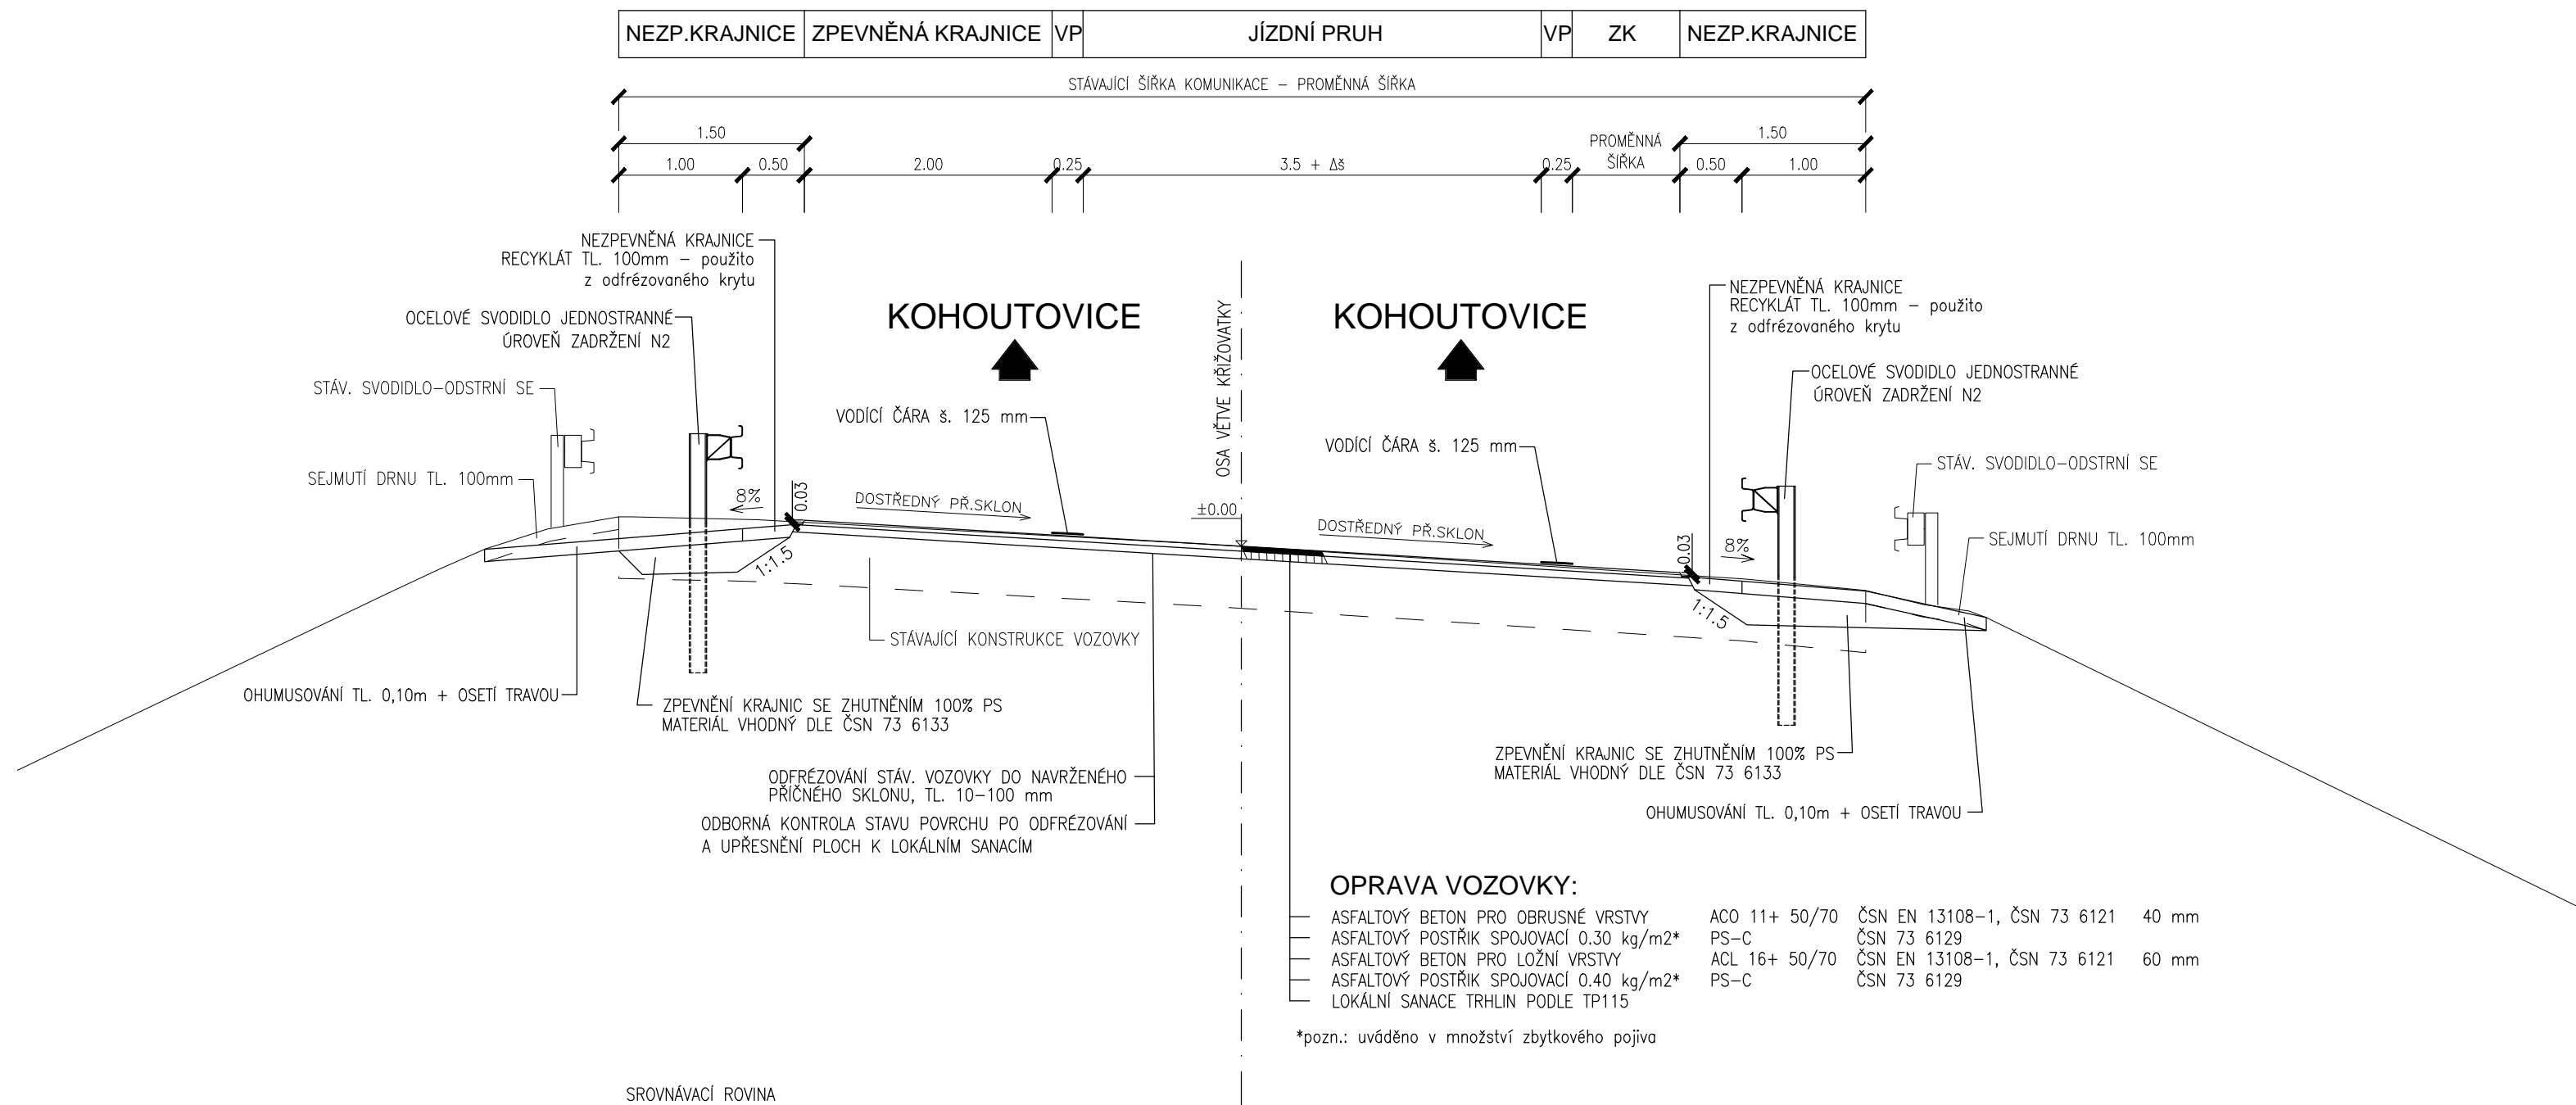 NEZP.KRAJNICE ZPEVNĚNÁ KRAJNICE VP JÍZDNÍ PRUH VP ZK NEZP.KRAJNICE
STÁVAJÍCÍ ŠÍŘKA KOMUNIKACE – PROMĚNNÁ ŠÍŘKA
1.50 PROMĚNNÁ 1.50
1.00 0.50 2.00 0.25 3.5 + Δš 0.25 ŠÍŘKA 0.50 1.00
NEZPEVNĚNÁ KRAJNICE
RECYKLÁT TL. 100mm – použito
z odfrézovaného krytu
OCELOVÉ SVODIDLO JEDNOSTRANNÉ
ÚROVEŇ ZADRŽENÍ N2
STÁV. SVODIDLO-ODSTRNÍ SE
SEJMUTÍ DRNU TL. 100mm
KOHOUTOVICE
VODÍCÍ ČÁRA š. 125 mm
OSA VĚTVE KŘIŽOVATKY
KOHOUTOVICE
VODÍCÍ ČÁRA š. 125 mm
NEZPEVNĚNÁ KRAJNICE
RECYKLÁT TL. 100mm – použito
z odfrézovaného krytu
OCELOVÉ SVODIDLO JEDNOSTRANNÉ
ÚROVEŇ ZADRŽENÍ N2
STÁV. SVODIDLO-ODSTRNÍ SE
SEJMUTÍ DRNU TL. 100mm
8%
0.03
DOSTŘEDNÝ PŘ.SKLON
±0.00
DOSTŘEDNÝ PŘ.SKLON
0.03
8%
1:1.5
1:1.5
STÁVAJÍCÍ KONSTRUKCE VOZOVKY
OHUMUSOVÁNÍ TL. 0,10m + OSETÍ TRAVOU
ZPEVNĚNÍ KRAJNIC SE ZHUTNĚNÍM 100% PS
MATERIÁL VHODNÝ DLE ČSN 73 6133
ODFRÉZOVÁNÍ STÁV. VOZOVKY DO NAVRŽENÉHO
PŘÍČNÉHO SKLONU, TL. 10–100 mm
ODBORNÁ KONTROLA STAVU POVRCHU PO ODFRÉZOVÁNÍ
A UPŘESNĚNÍ PLOCH K LOKÁLNÍM SANACÍM
ZPEVNĚNÍ KRAJNIC SE ZHUTNĚNÍM 100% PS
MATERIÁL VHODNÝ DLE ČSN 73 6133
OHUMUSOVÁNÍ TL. 0,10m + OSETÍ TRAVOU
OPRAVA VOZOVKY:
ASFALTOVÝ BETON PRO OBRUSNÉ VRSTVY ACO 11+ 50/70 ČSN EN 13108-1, ČSN 73 6121 40 mm
ASFALTOVÝ POSTŘIK SPOJOVACÍ 0.30 kg/m2* PS-C ČSN 73 6129
ASFALTOVÝ BETON PRO LOŽNÍ VRSTVY ACL 16+ 50/70 ČSN EN 13108-1, ČSN 73 6121 60 mm
ASFALTOVÝ POSTŘIK SPOJOVACÍ 0.40 kg/m2* PS-C ČSN 73 6129
LOKÁLNÍ SANACE TRHLIN PODLE TP115
*pozn.: uváděno v množství zbytkového pojiva
SROVNÁVACÍ ROVINA